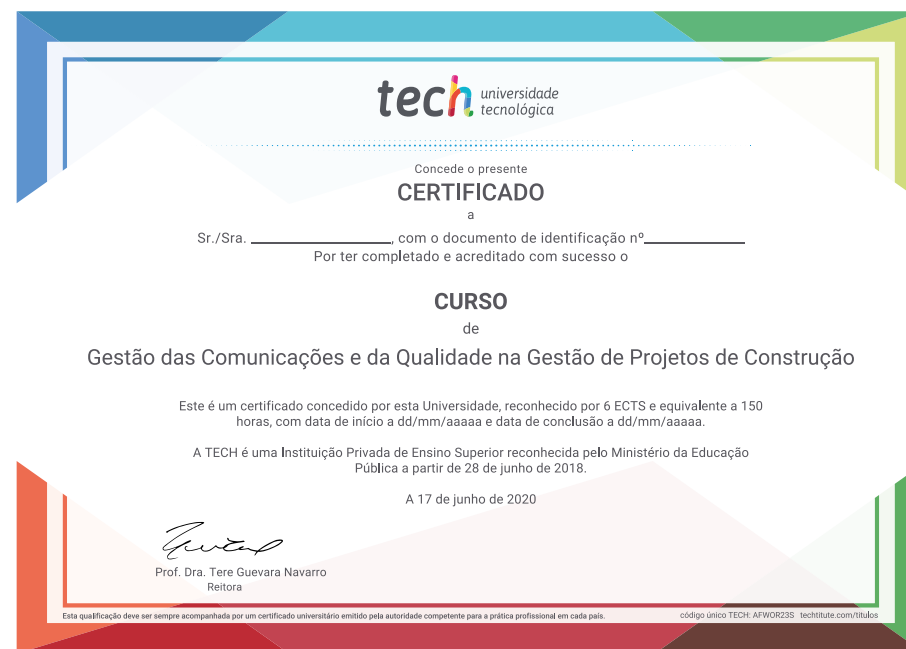 tech universidade
tecnológica
Concede o presente
CERTIFICADO
a
Sr./Sra. ____________________, com o documento de identificação nº______________
Por ter completado e acreditado com sucesso o
CURSO
de
Gestão das Comunicações e da Qualidade na Gestão de Projetos de Construção
Este é um certificado concedido por esta Universidade, reconhecido por 6 ECTS e equivalente a 150
horas, com data de início a dd/mm/aaaaa e data de conclusão a dd/mm/aaaaa.
A TECH é uma Instituição Privada de Ensino Superior reconhecida pelo Ministério da Educação
Pública a partir de 28 de junho de 2018.
A 17 de junho de 2020
Prof. Dra. Tere Guevara Navarro
Reitora
Esta qualificação deve ser sempre acompanhada por um certificado universitário emitido pela autoridade competente para a prática profissional em cada país.
código único TECH: AFWOR23S techtitute.com/titulos